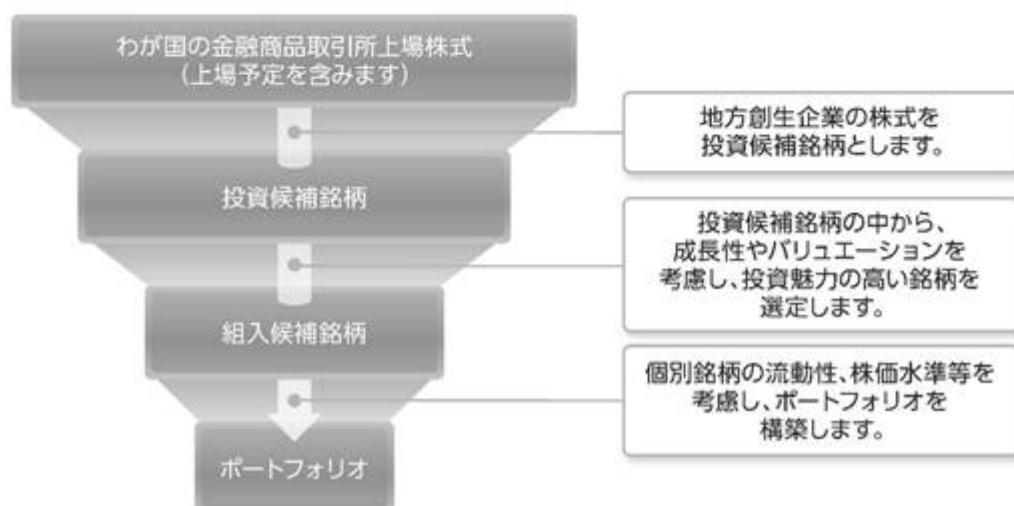 わが国の金融商品取引所上場株式
（上場予定を含みます）
地方創生企業の株式を
投資候補銘柄とします。
投資候補銘柄
投資候補銘柄の中から、
成長性やバリュエーションを
考慮し、投資魅力の高い銘柄を
選定します。
組入候補銘柄
個別銘柄の流動性、株価水準等を
考慮し、ポートフォリオを
構築します。
ポートフォリオ